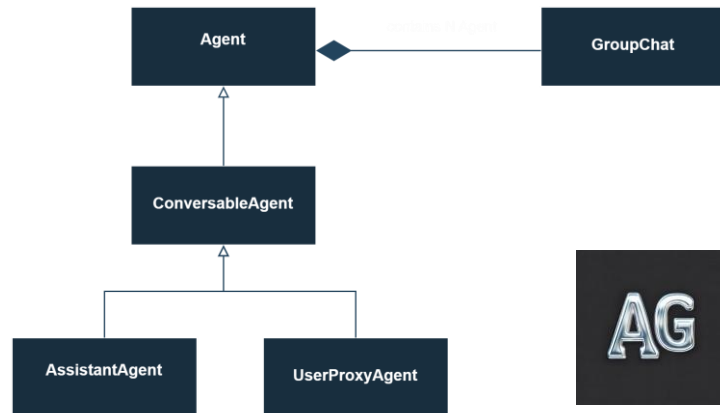 Agent
GroupChat
ConversableAgent
AssistantAgent
UserProxyAgent
AG